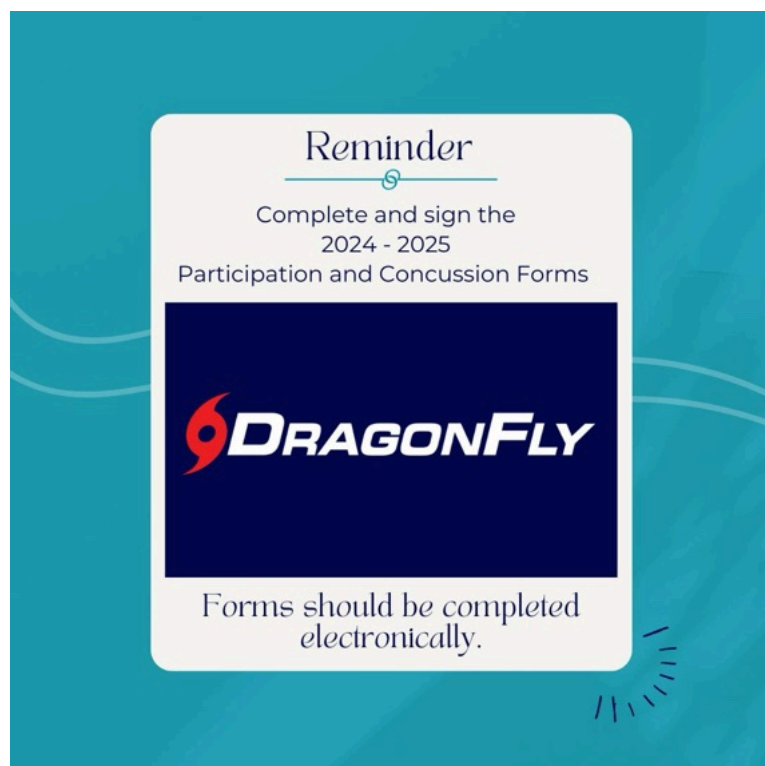 Reminder
Complete and sign the
2024 - 2025
Participation and Concussion Forms
DRAGONFLY
Forms should be completed
electronically.